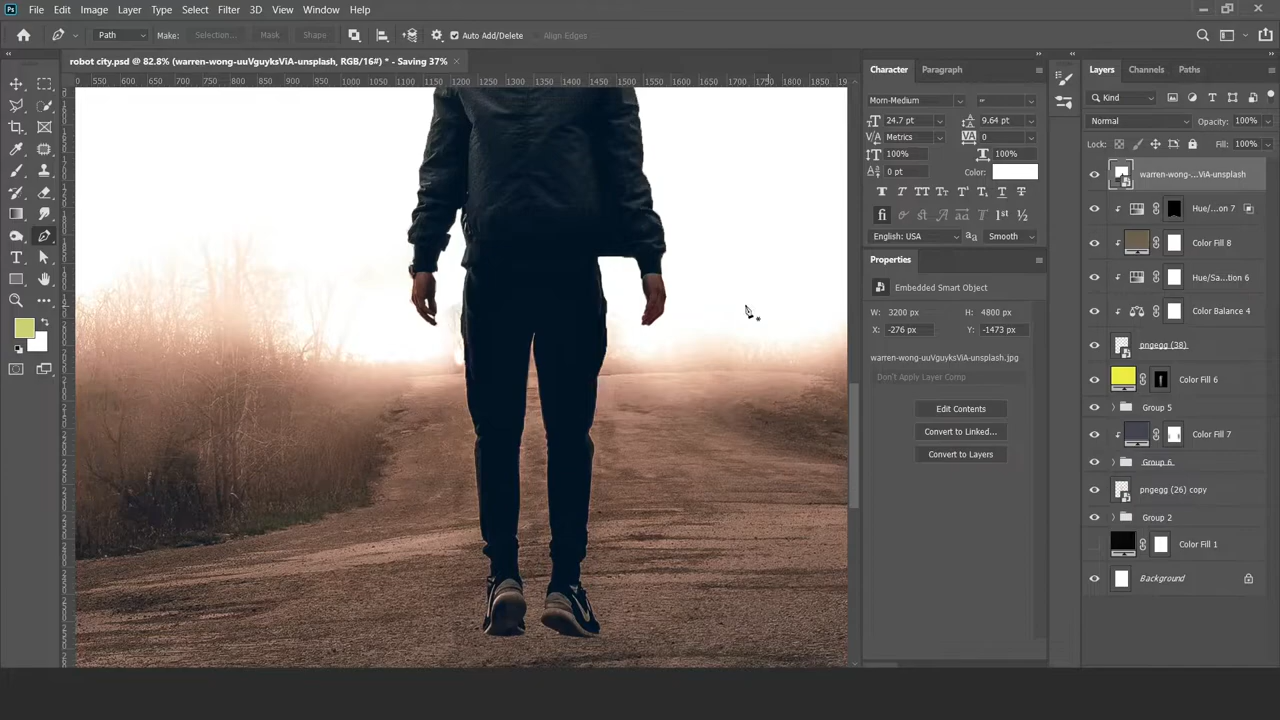 Ps File Edit Image Layer Type Select Filter 3D View Window Help
Path Make: Selection... Mask Shape Auto Add/Delete Align Edges
robot city.psd @ 82.8% (warren-wong-uuVguyksViA-unsplash, RGB/16#) * - Saving 37%
550 600 650 700 750 800 850 900 950 1000 1050 1100 1150 1200 1250 1300 1350 1400 1450 1500 1550 1600 1650 1700 1750 1800 1850
Character Paragraph
Morn-Medium
24.7 pt 9.64 pt
Metrics 0
100% 100%
0 pt Color:
English: USA Smooth
Properties
Embedded Smart Object
W: 3200 px H: 4800 px
X: -276 px Y: -1473 px
warren-wong-uuVguyksViA-unsplash.jpg
Don't Apply Layer Comp
Edit Contents
Convert to Linked...
Convert to Layers
Layers Channels Paths
Kind
Normal Opacity: 100%
Lock: Fill: 100%
warren-wong-...ViA-unsplash
Hue/...on 7
Color Fill 8
Hue/Sa...tion 6
Color Balance 4
pngegg (38)
Color Fill 6
Group 5
Color Fill 7
Group 6
pngegg (26) copy
Group 2
Color Fill 1
Background